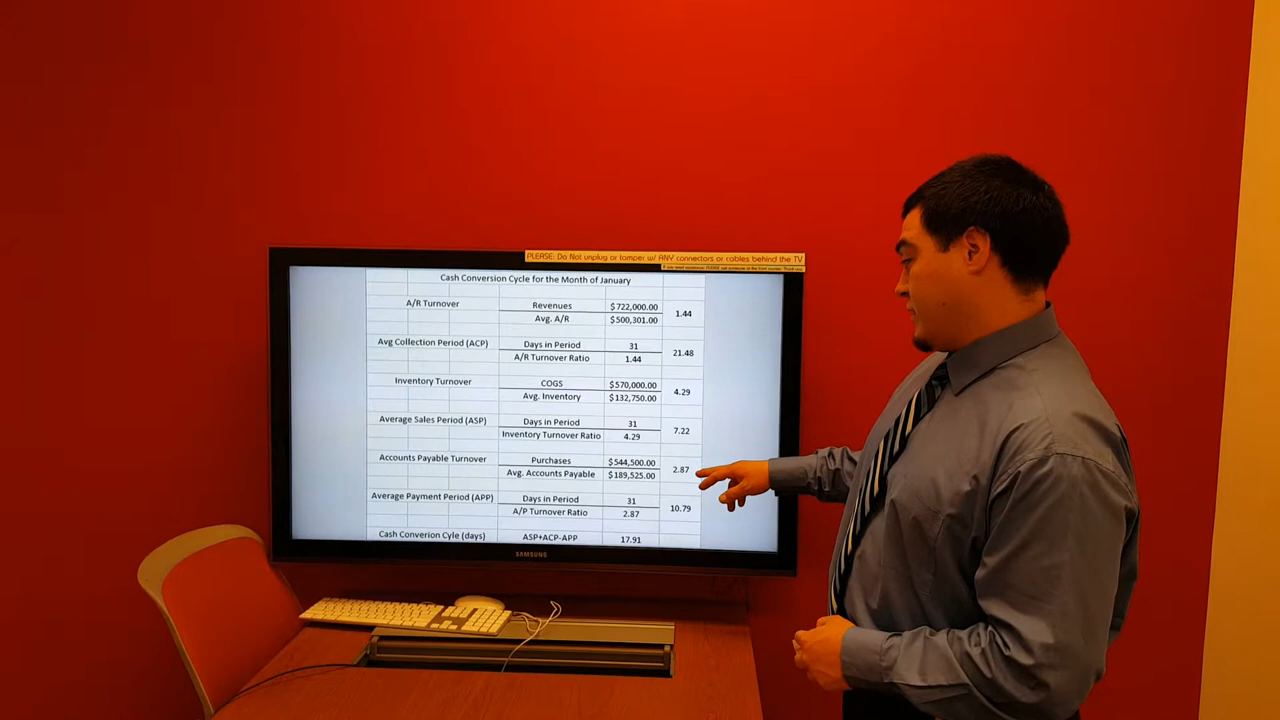 PLEASE: Do Not unplug or tamper w/ ANY connectors or cables behind the TV
Cash Conversion Cycle for the Month of January
A/R Turnover Revenues $722,000.00 1.44
Avg. A/R $500,301.00
Avg Collection Period (ACP) Days in Period 31 21.48
A/R Turnover Ratio 1.44
Inventory Turnover COGS $570,000.00 4.29
Avg. Inventory $132,750.00
Average Sales Period (ASP) Days in Period 31 7.22
Inventory Turnover Ratio 4.29
Accounts Payable Turnover Purchases $544,500.00 2.87
Avg. Accounts Payable $189,525.00
Average Payment Period (APP) Days in Period 31 10.79
A/P Turnover Ratio 2.87
Cash Converion Cyle (days) ASP+ACP-APP 17.91
SAMSUNG